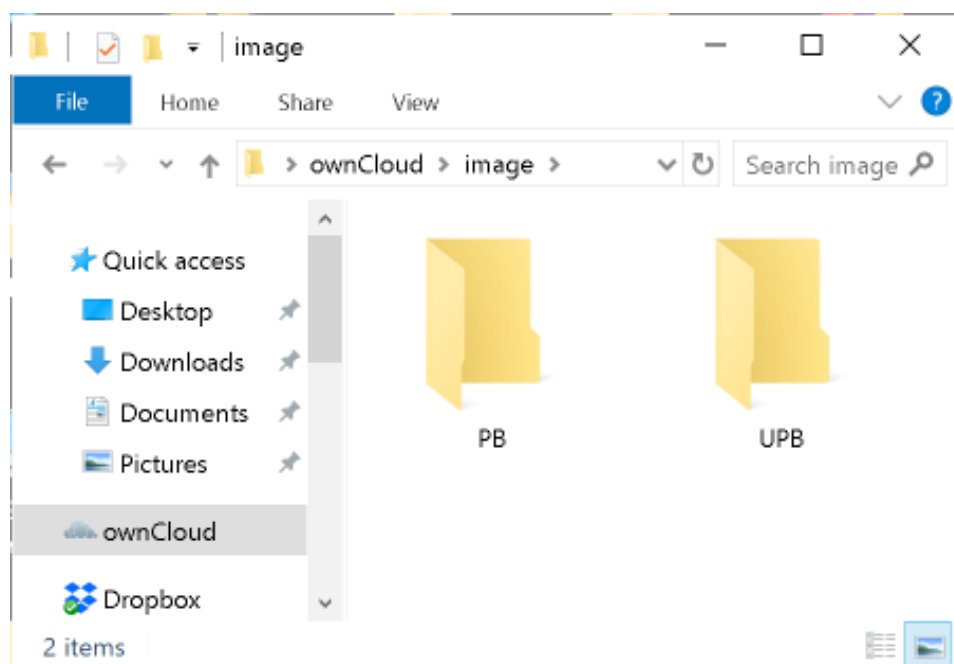 image
File Home Share View
ownCloud image Search image
Quick access
Desktop
Downloads
Documents
Pictures
ownCloud
Dropbox
PB UPB
2 items